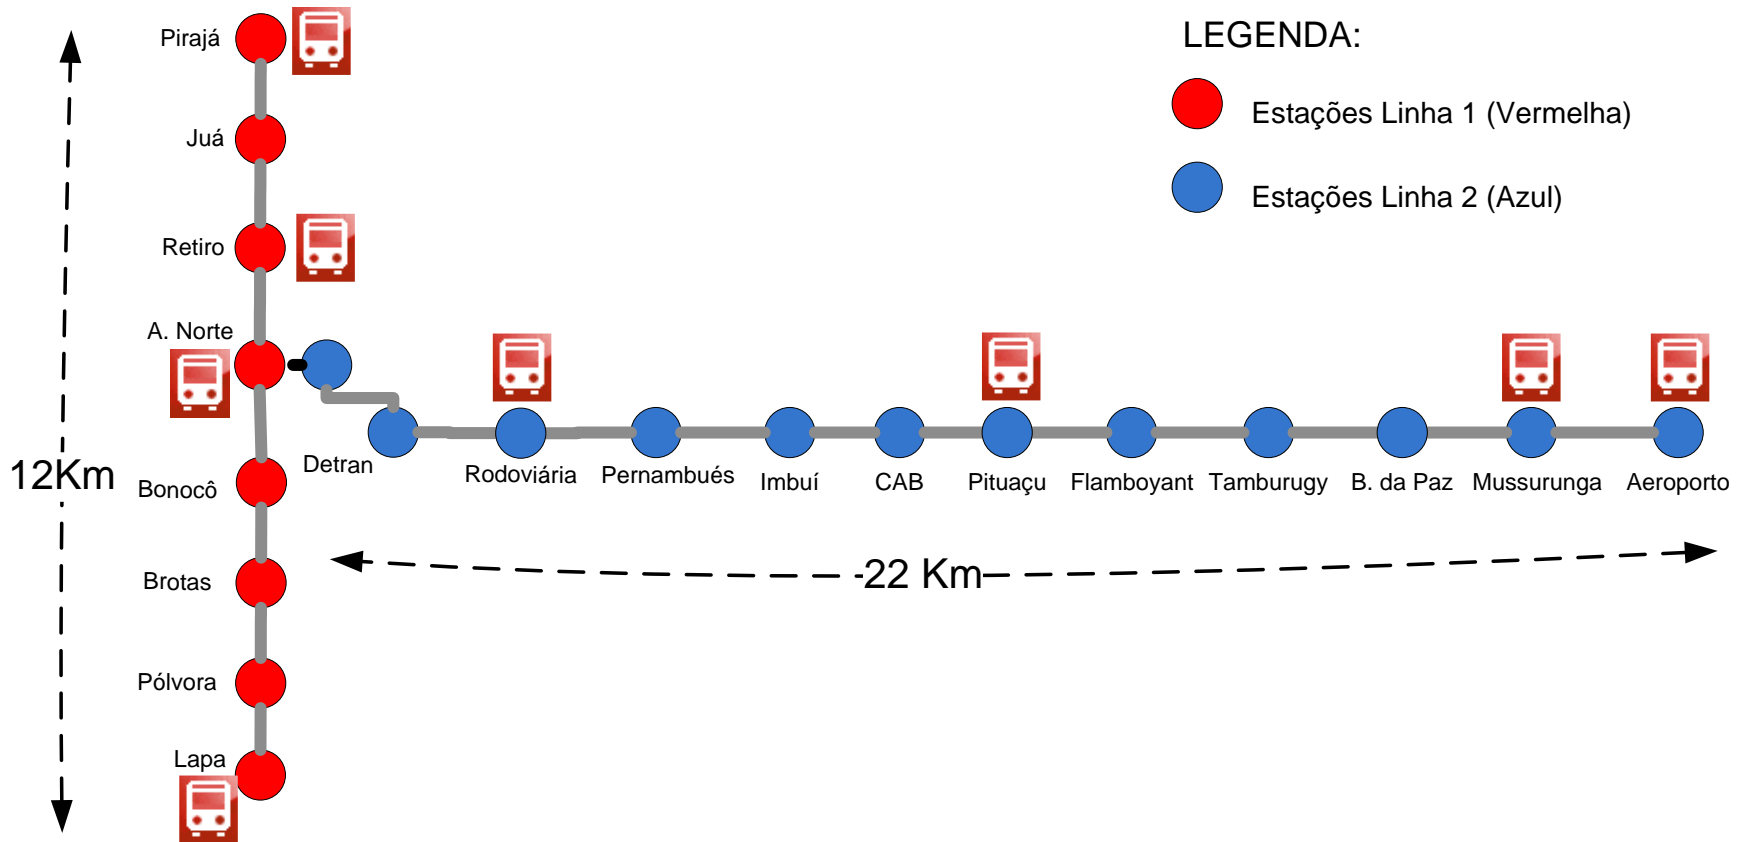 Pirajá
LEGENDA:
Estações Linha 1 (Vermelha)
Juá
Estações Linha 2 (Azul)
Retiro
A. Norte
Detran
Rodoviária
Pernambués
Imbuí
CAB
Pituaçu
Flamboyant
Tamburugy
B. da Paz
Mussurunga
Aeroporto
12Km
Bonocô
22 Km
Brotas
Pólvora
Lapa